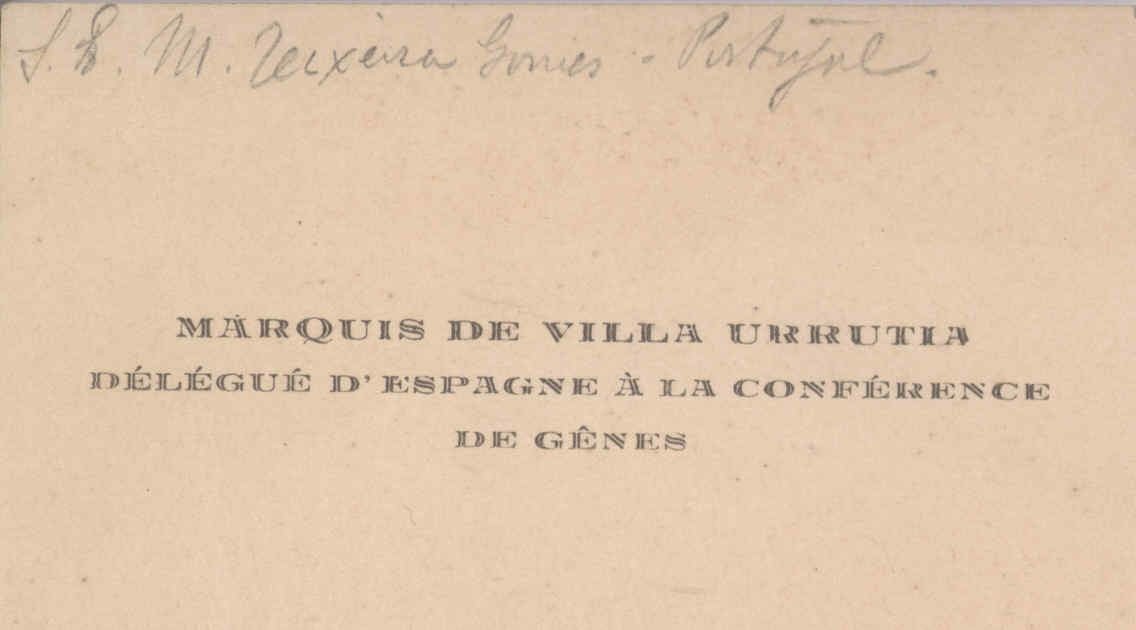 S. E. M. Teixeira Gomes - Portugal.
MARQUIS DE VILLA URRUTIA
DÉLÉGUÉ D'ESPAGNE À LA CONFÉRENCE
DE GÊNES